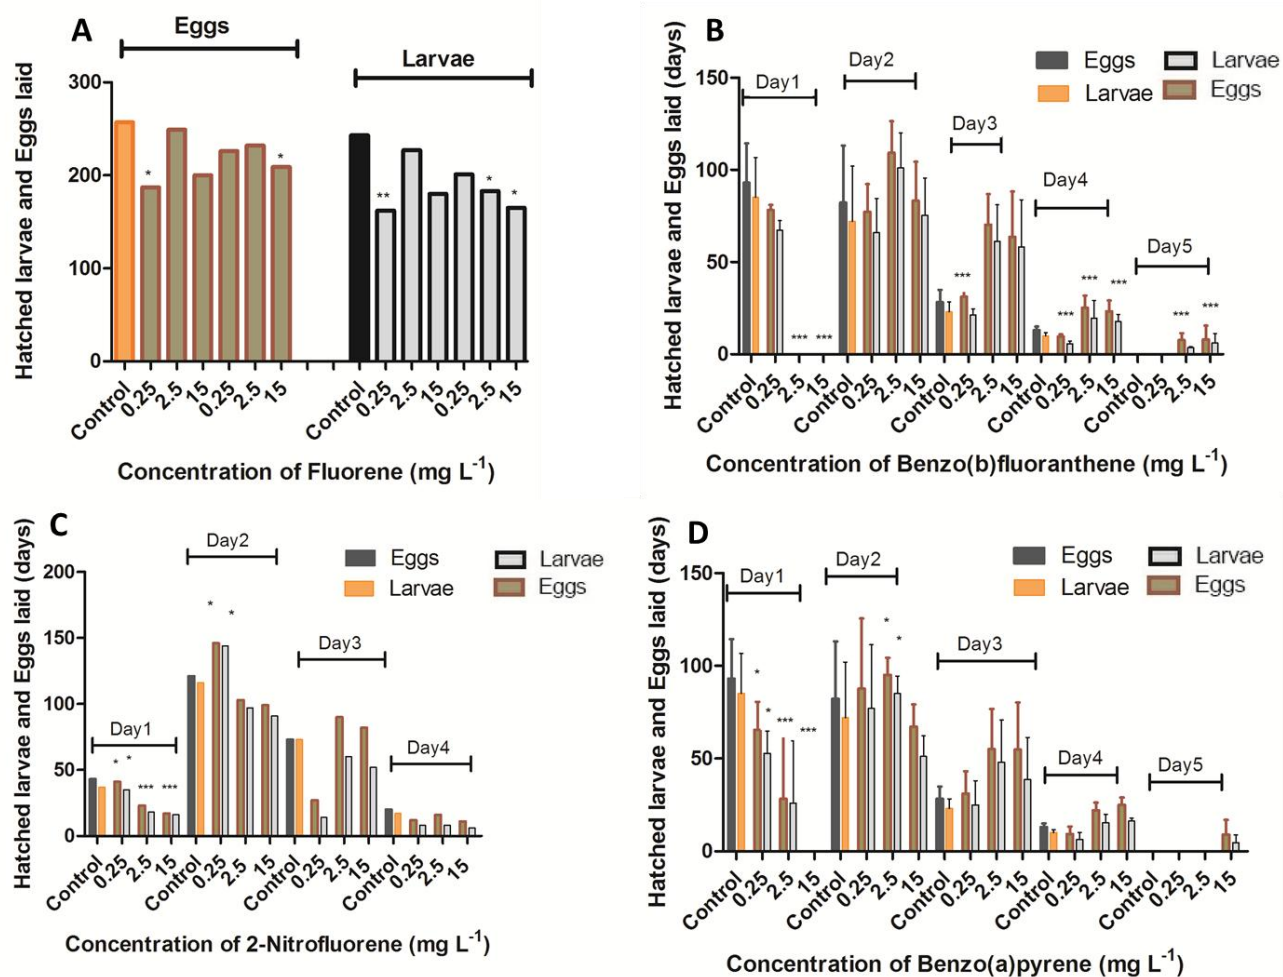 A
Eggs
Larvae
Hatched larvae and Eggs laid
300
200
100
0
* * ** * *
Control 0.25 2.5 15 0.25 2.5 15 Control 0.25 2.5 15 0.25 2.5 15
Concentration of Fluorene (mg L-1)
B
Eggs Larvae
Larvae Eggs
Hatched larvae and Eggs laid (days)
150
100
50
0
Day1 Day2 Day3 Day4 Day5
*** *** *** *** *** *** *** ***
Control 0.25 2.5 15 Control 0.25 2.5 15 Control 0.25 2.5 15 Control 0.25 2.5 15 Control 0.25 2.5 15
Concentration of Benzo(b)fluoranthene (mg L-1)
C
Eggs Larvae
Larvae Eggs
Hatched larvae and Eggs laid (days)
200
150
100
50
0
Day1 Day2 Day3 Day4
* * *** *** * *
Control 0.25 2.5 15 Control 0.25 2.5 15 Control 0.25 2.5 15 Control 0.25 2.5 15
Concentration of 2-Nitrofluorene (mg L-1)
D
Eggs Larvae
Larvae Eggs
Hatched larvae and Eggs laid (days)
150
100
50
0
Day1 Day2 Day3 Day4 Day5
* * *** *** * *
Control 0.25 2.5 15 Control 0.25 2.5 15 Control 0.25 2.5 15 Control 0.25 2.5 15 Control 0.25 2.5 15
Concentration of Benzo(a)pyrene (mg L-1)